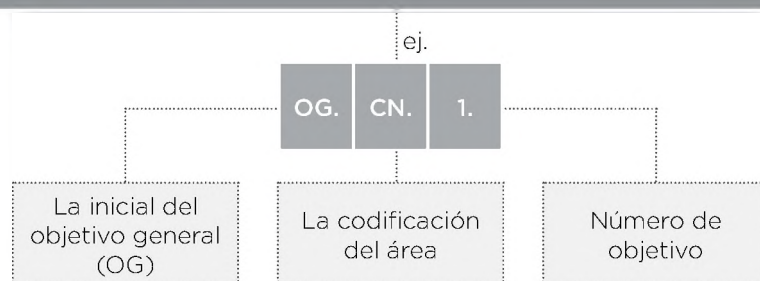 ej.
OG. CN. 1.
La inicial del
objetivo general
(OG)
La codificación
del área
Número de
objetivo